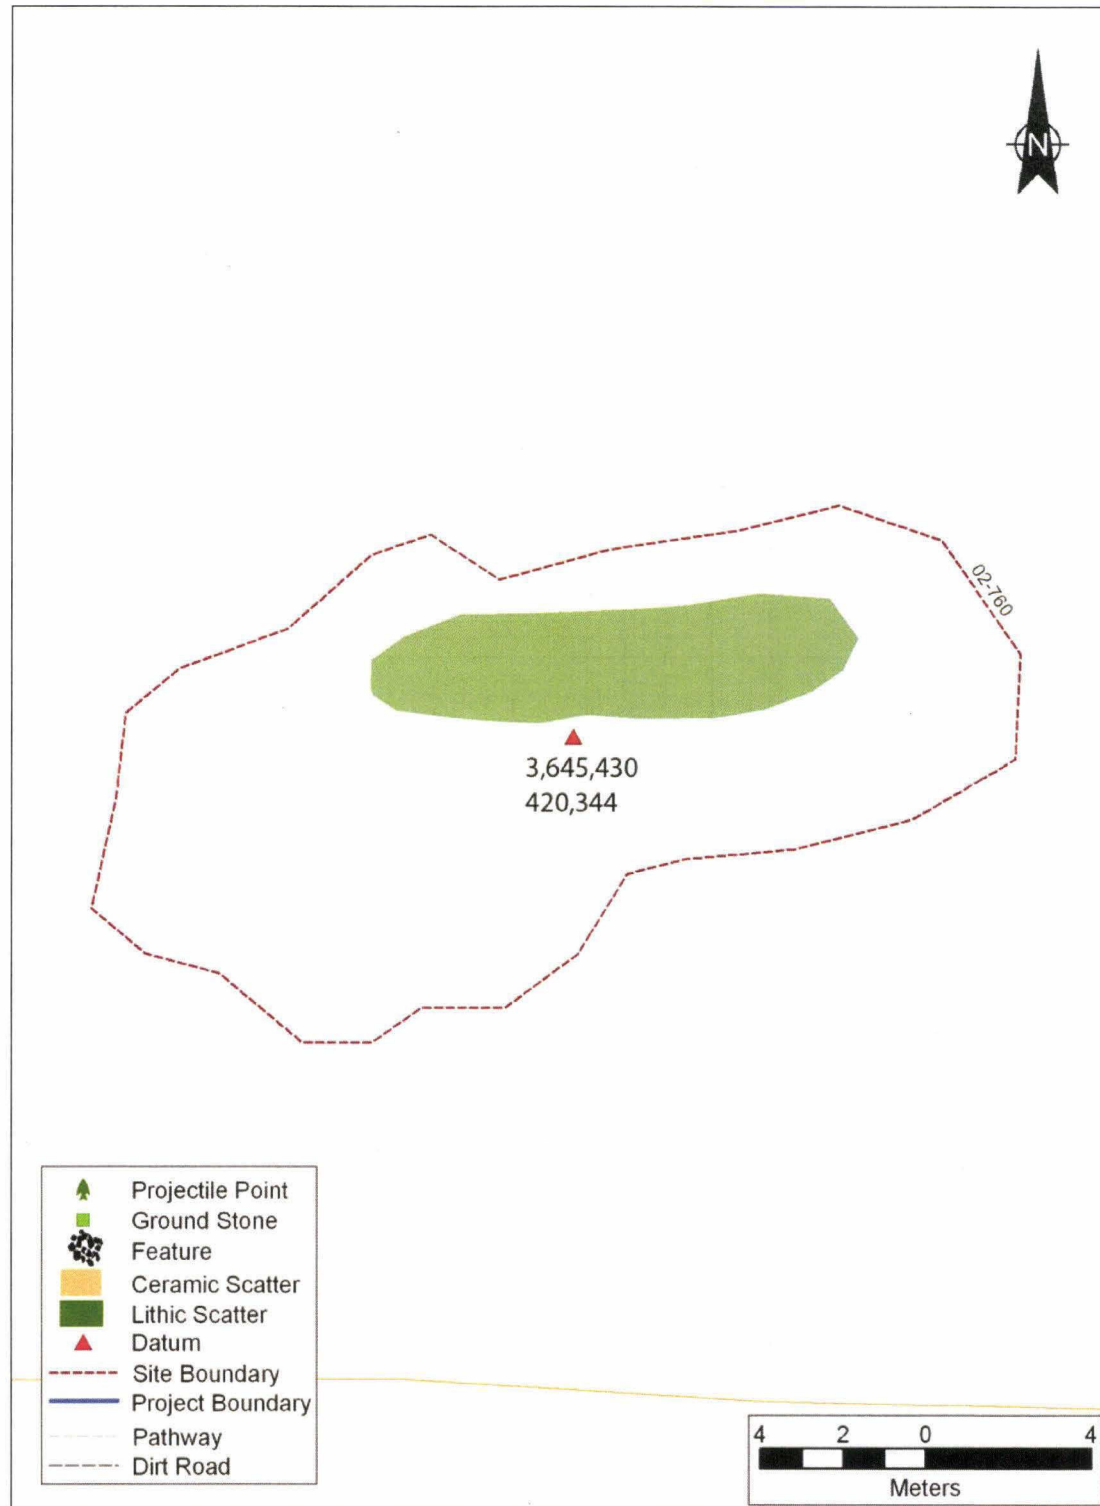 N
02-760
3,645,430
420,344
Projectile Point
Ground Stone
Feature
Ceramic Scatter
Lithic Scatter
Datum
Site Boundary
Project Boundary
Pathway
Dirt Road
4 2 0 4
Meters